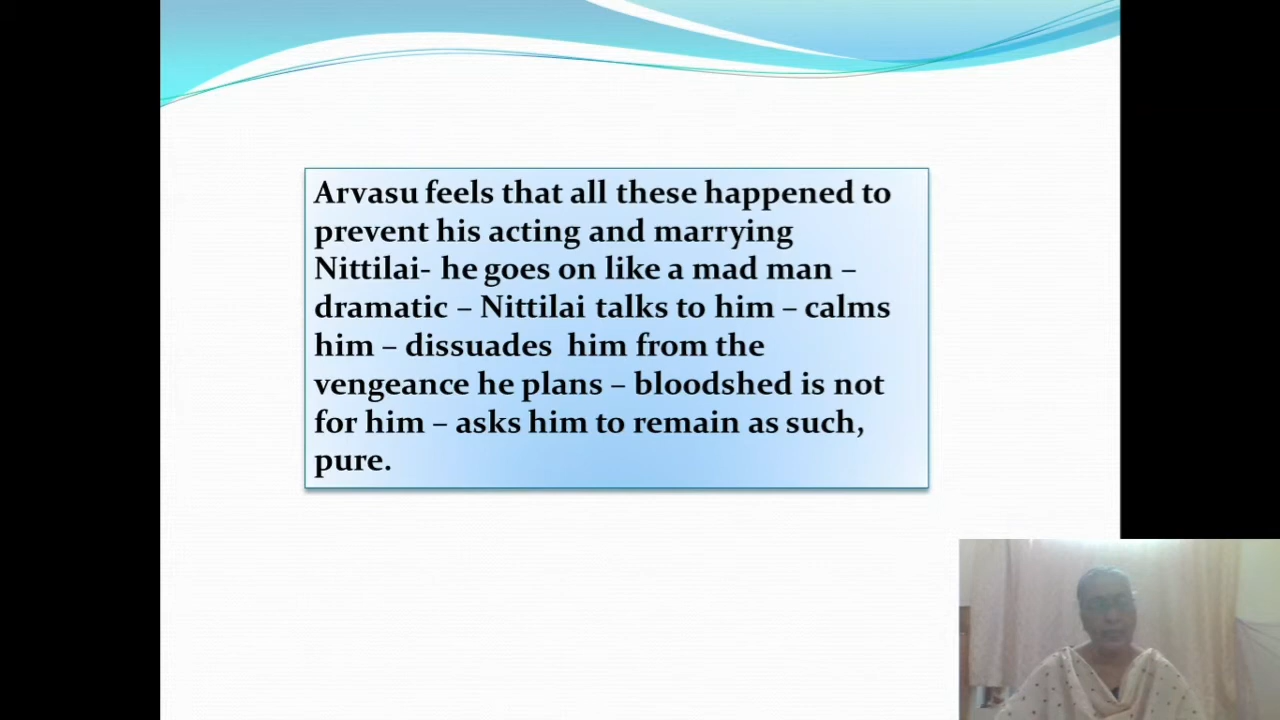 Arvasu feels that all these happened to
prevent his acting and marrying
Nittilai- he goes on like a mad man –
dramatic – Nittilai talks to him – calms
him – dissuades  him from the
vengeance he plans – bloodshed is not
for him – asks him to remain as such,
pure.